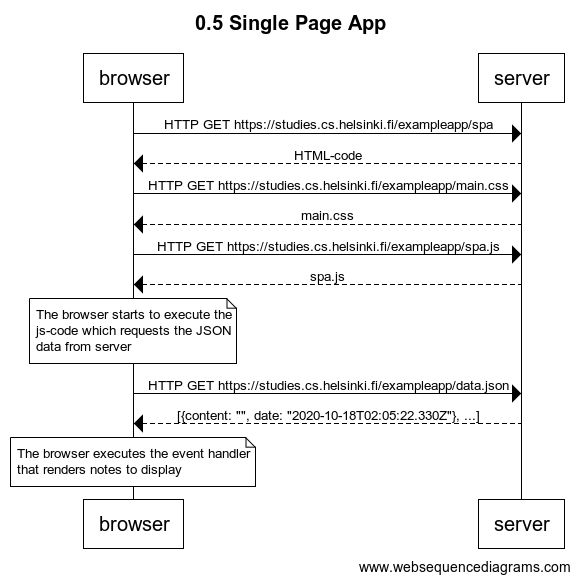 0.5 Single Page App
browser
server
HTTP GET https://studies.cs.helsinki.fi/exampleapp/spa
HTML-code
HTTP GET https://studies.cs.helsinki.fi/exampleapp/main.css
main.css
HTTP GET https://studies.cs.helsinki.fi/exampleapp/spa.js
spa.js
The browser starts to execute the
js-code which requests the JSON
data from server
HTTP GET https://studies.cs.helsinki.fi/exampleapp/data.json
[{content: "", date: "2020-10-18T02:05:22.330Z"}, ...]
The browser executes the event handler
that renders notes to display
browser
server
www.websequencediagrams.com